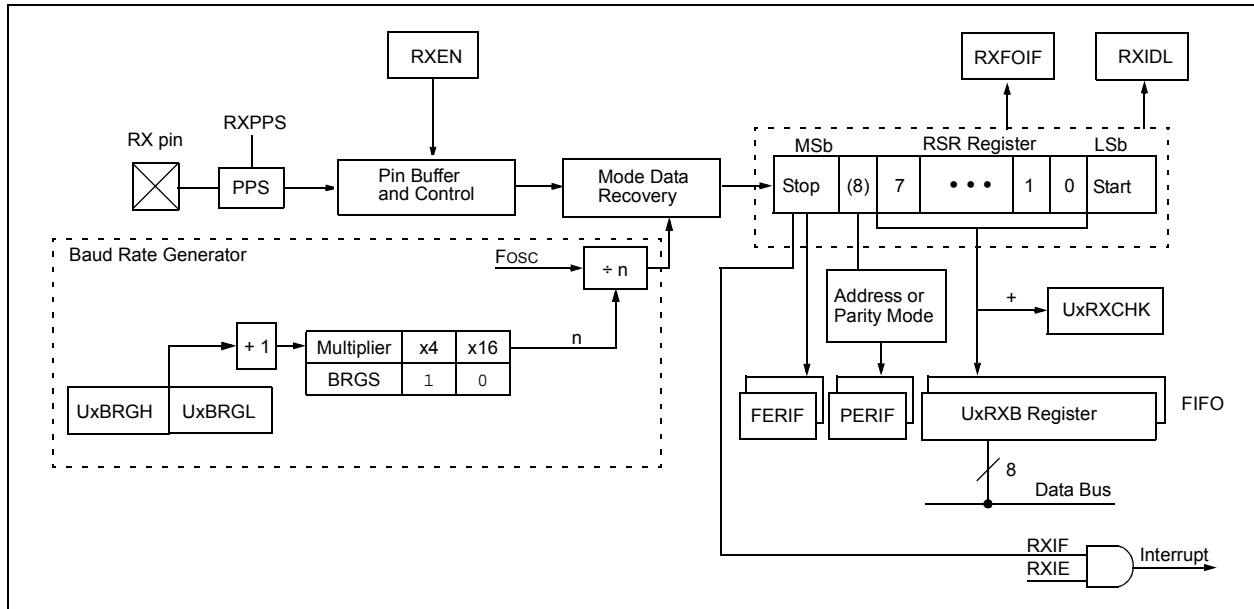 RXEN
RXFOIF
RXIDL
RXPPS
RX pin
PPS
Pin Buffer
and Control
Mode Data
Recovery
MSb RSR Register LSb
Stop (8) 7 • • • 1 0 Start
Baud Rate Generator
FOSC
÷ n
Address or
Parity Mode
+
UxRXCHK
+ 1
Multiplier x4 x16
BRGS 1 0
n
UxBRGH UxBRGL
FERIF
PERIF
UxRXB Register
FIFO
8
Data Bus
RXIF
RXIE
Interrupt